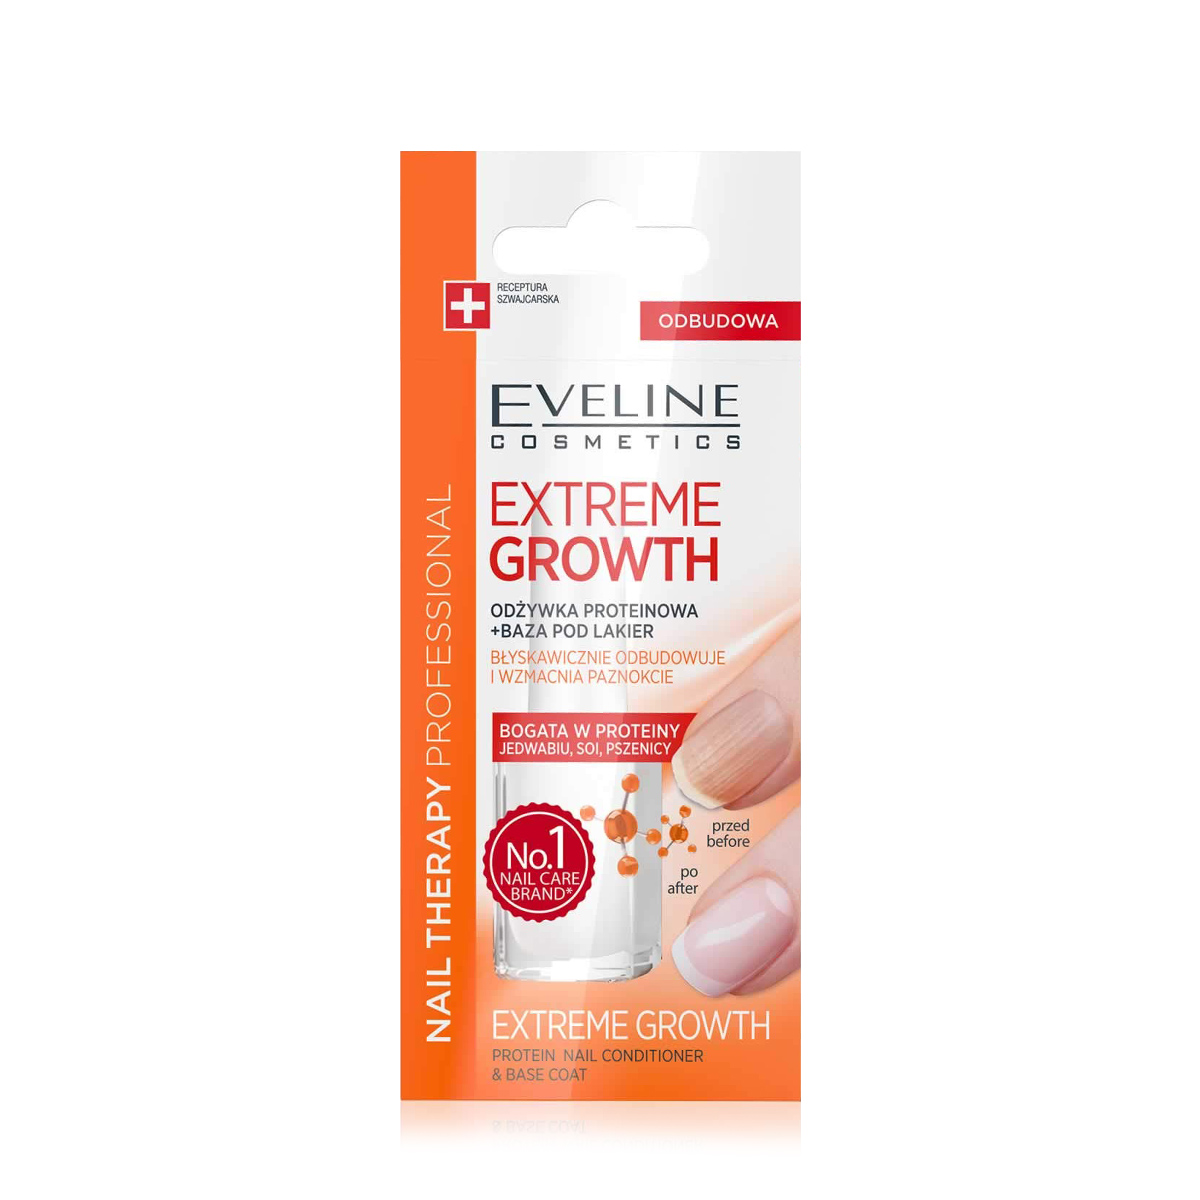 RECEPTURA
SZWAJCARSKA
ODBUDOWA
EVELINE
COSMETICS
EXTREME
GROWTH
ODŻYWKA PROTEINOWA
+BAZA POD LAKIER
BŁYSKAWICZNIE ODBUDOWUJE
I WZMACNIA PAZNOKCIE
BOGATA W PROTEINY
JEDWABIU, SOI, PSZENICY
No.1
NAIL CARE
BRAND*
przed
before
po
after
EXTREME GROWTH
PROTEIN NAIL CONDITIONER
& BASE COAT
NAIL THERAPY PROFESSIONAL